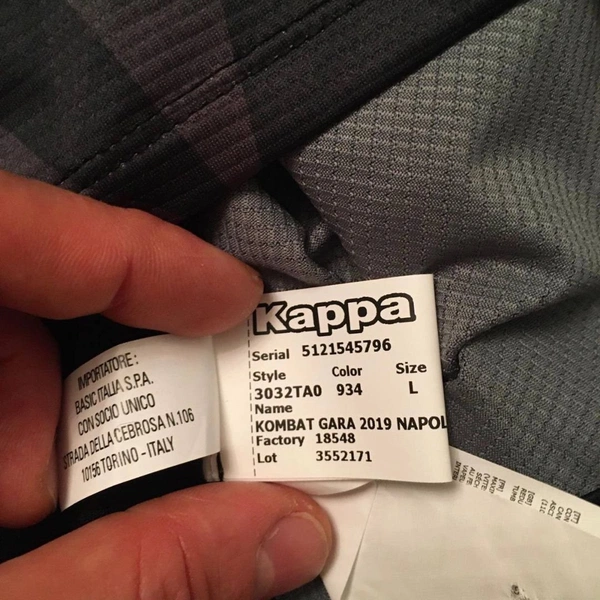 IMPORTATORE:
BASIC ITALIA S.P.A.
CON SOCIO UNICO
STRADA DELLA CEBROSA N.106
10156 TORINO - ITALY
Kappa
Serial 5121545796
Style Color Size
3032TA0 934 L
Name
KOMBAT GARA 2019 NAPOL
Factory 18548
Lot 3552171